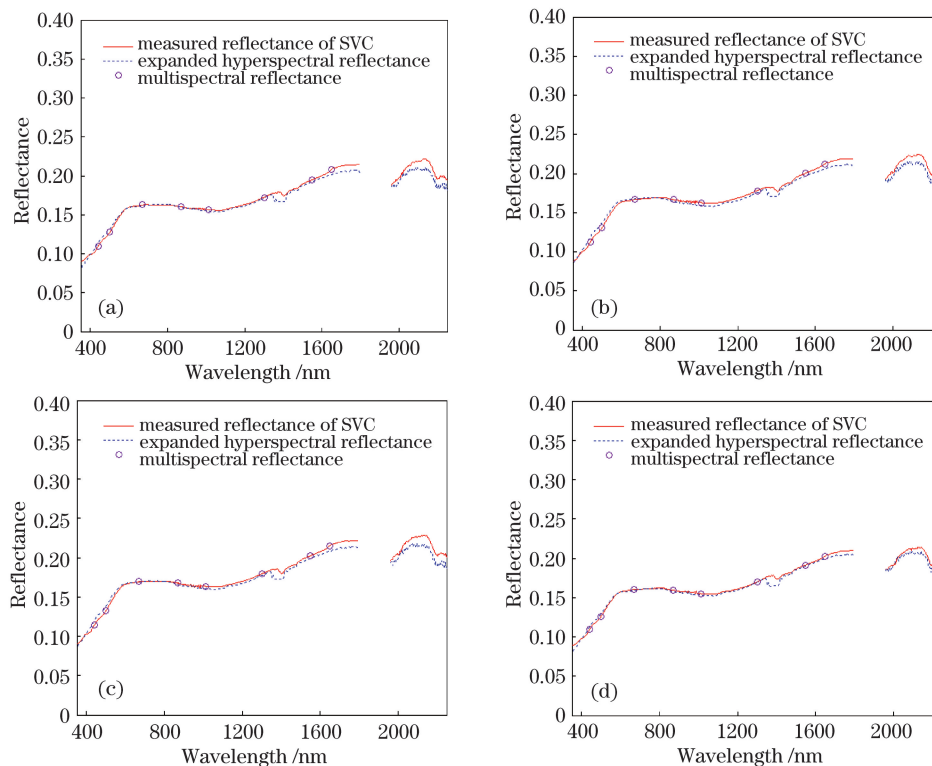 0.40
0.35
0.30
0.25
0.20
0.15
0.10
0.05
0
Reflectance
measured reflectance of SVC
expanded hyperspectral reflectance
multispectral reflectance
(a)
400 800 1200 1600 2000
Wavelength /nm
0.40
0.35
0.30
0.25
0.20
0.15
0.10
0.05
0
Reflectance
measured reflectance of SVC
expanded hyperspectral reflectance
multispectral reflectance
(b)
400 800 1200 1600 2000
Wavelength /nm
0.40
0.35
0.30
0.25
0.20
0.15
0.10
0.05
0
Reflectance
measured reflectance of SVC
expanded hyperspectral reflectance
multispectral reflectance
(c)
400 800 1200 1600 2000
Wavelength /nm
0.40
0.35
0.30
0.25
0.20
0.15
0.10
0.05
0
Reflectance
measured reflectance of SVC
expanded hyperspectral reflectance
multispectral reflectance
(d)
400 800 1200 1600 2000
Wavelength /nm